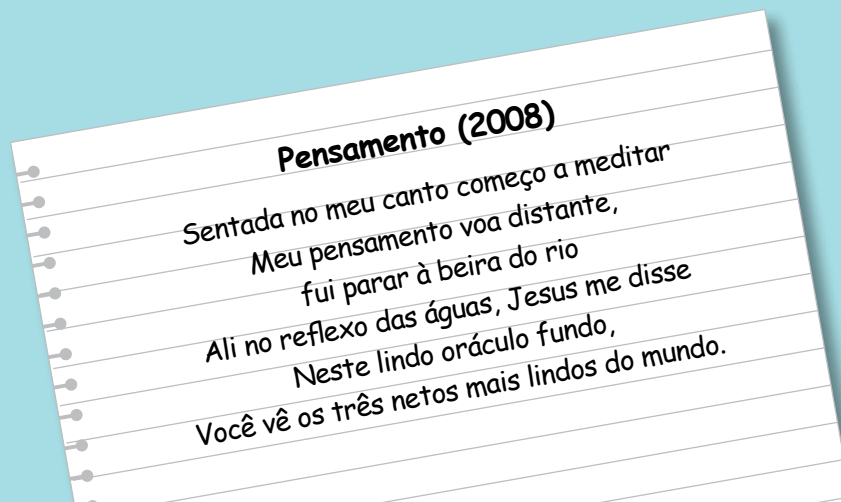 Pensamento (2008)
Sentada no meu canto começo a meditar
Meu pensamento voa distante,
fui parar à beira do rio
Ali no reflexo das águas, Jesus me disse
Neste lindo oráculo fundo,
Você vê os três netos mais lindos do mundo.